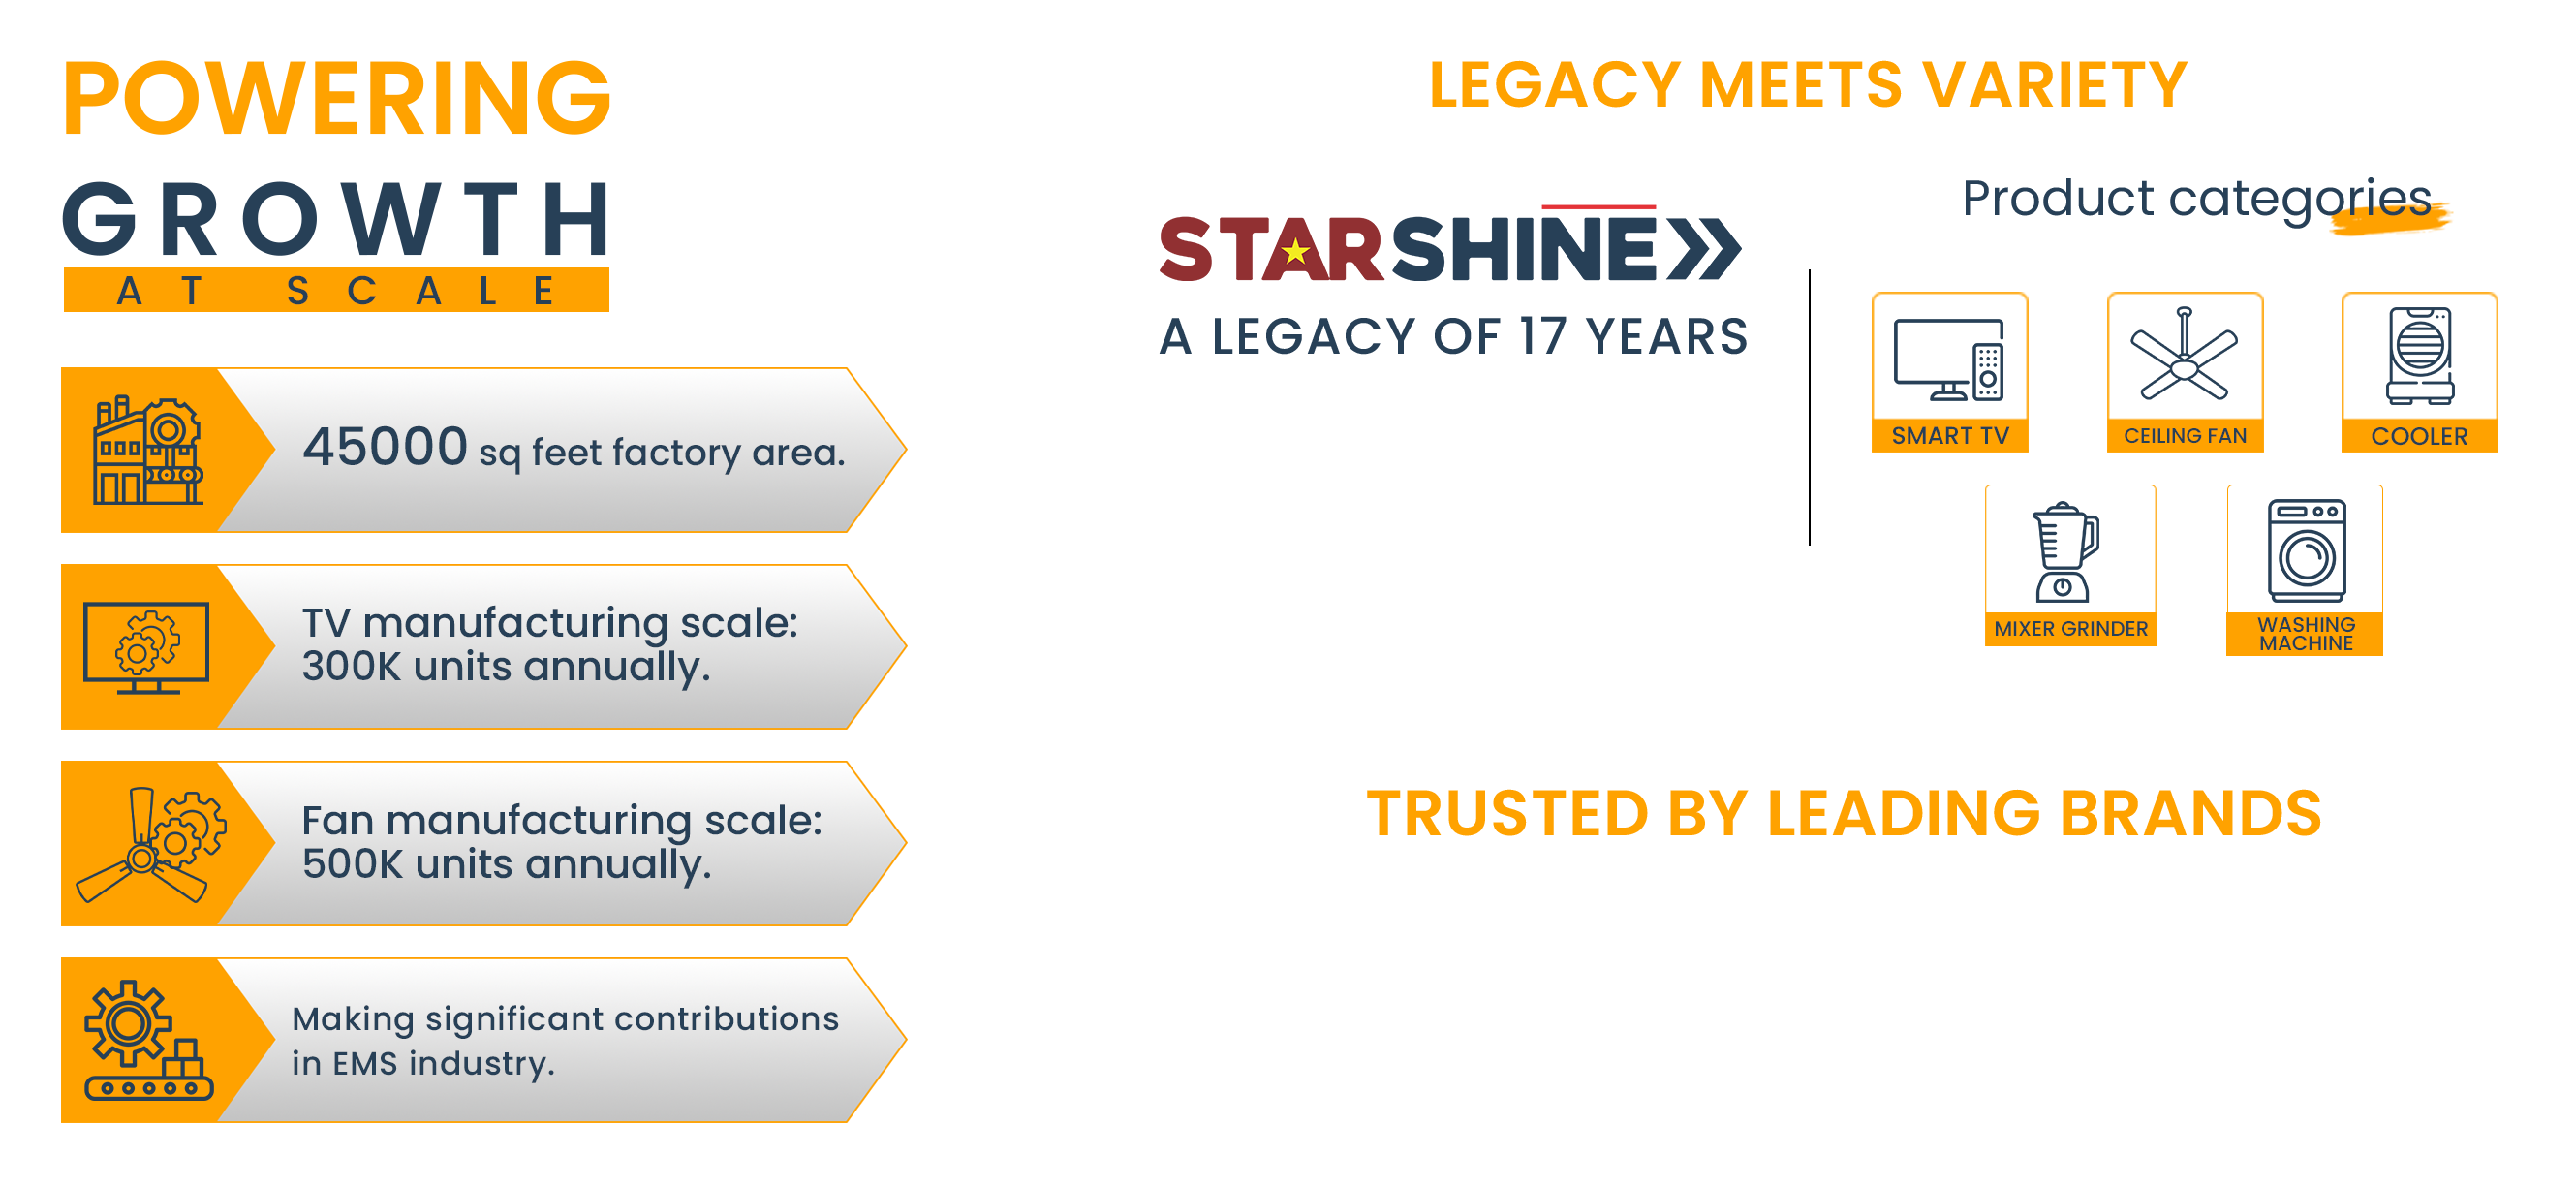 POWERING
GROWTH
AT SCALE
45000 sq feet factory area.
TV manufacturing scale:
300K units annually.
Fan manufacturing scale:
500K units annually.
Making significant contributions
in EMS industry.
LEGACY MEETS VARIETY
STARSHINE
A LEGACY OF 17 YEARS
Product categories
SMART TV
CEILING FAN
COOLER
MIXER GRINDER
WASHING
MACHINE
TRUSTED BY LEADING BRANDS